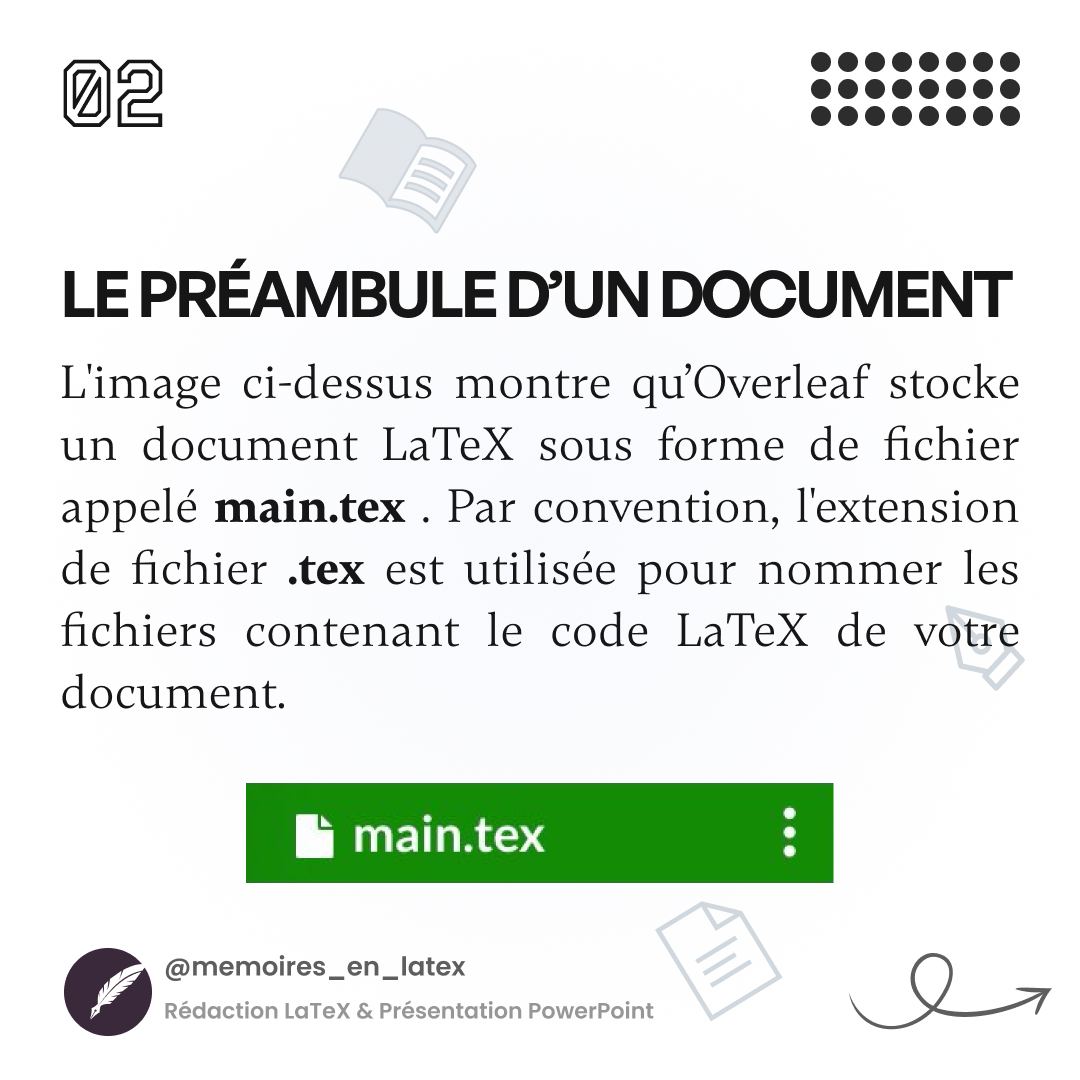 02
LE PRÉAMBULE D’UN DOCUMENT
L'image ci-dessus montre qu’Overleaf stocke
un document LaTeX sous forme de fichier
appelé main.tex . Par convention, l'extension
de fichier .tex est utilisée pour nommer les
fichiers contenant le code LaTeX de votre
document.
main.tex
@memoires_en_latex
Rédaction LaTeX & Présentation PowerPoint